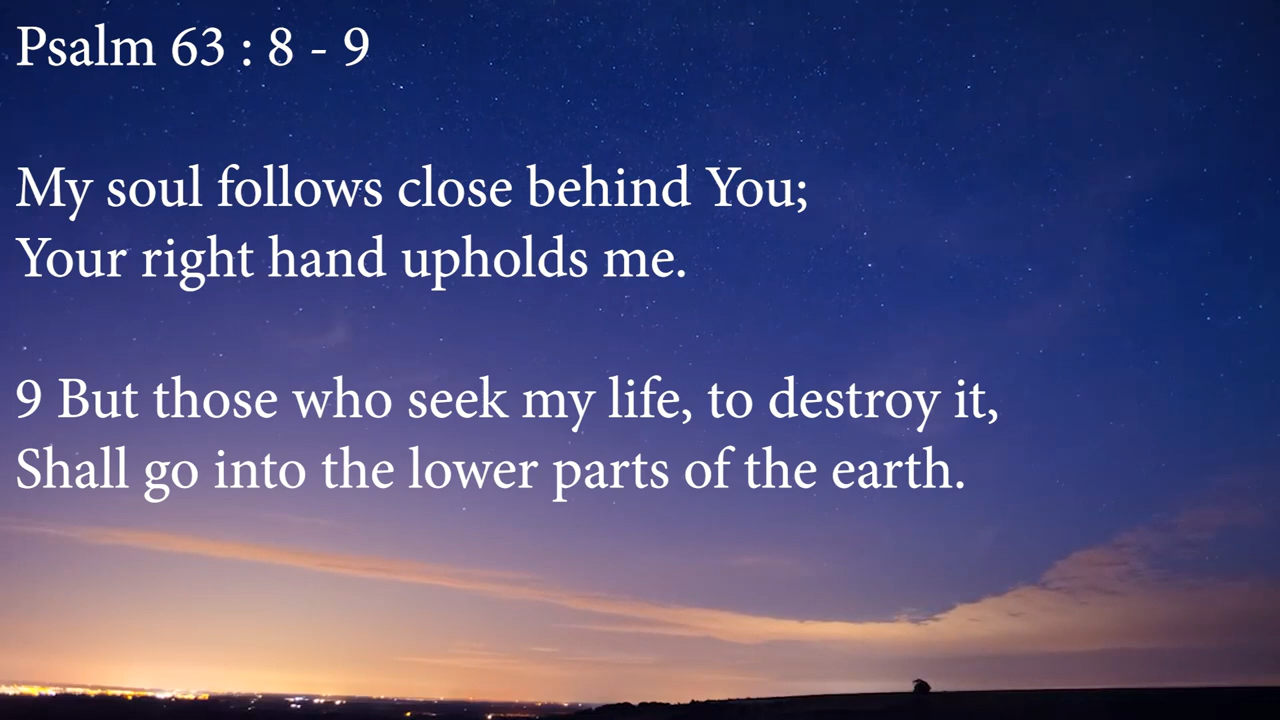 Psalm 63 : 8 - 9
My soul follows close behind You;
Your right hand upholds me.
9 But those who seek my life, to destroy it,
Shall go into the lower parts of the earth.